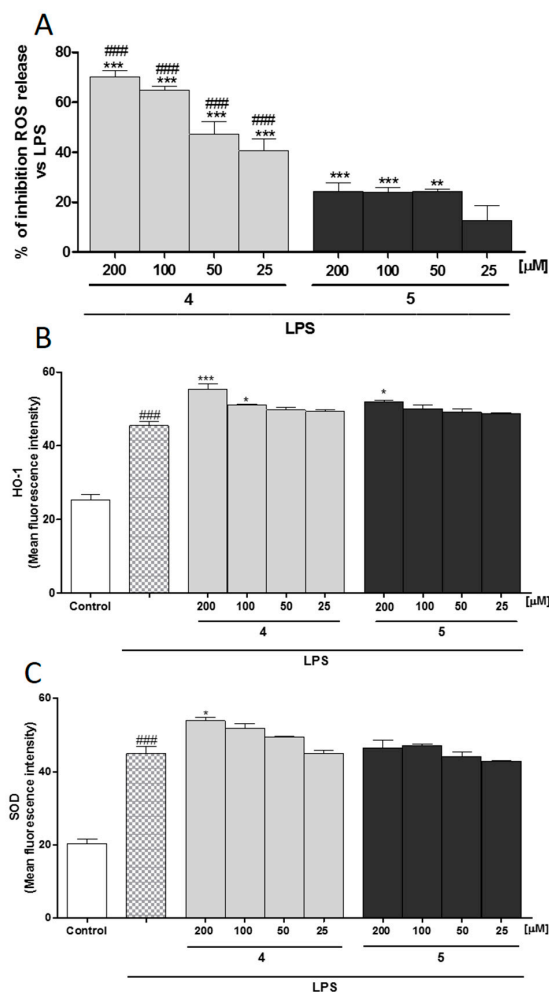 A
% of inhibition ROS release
vs LPS
80
60
40
20
0
###
***
###
***
###
***
###
***
***
***
**
200 100 50 25 200 100 50 25 [µM]
4 5
LPS
B
HO-1
(Mean fluorescence intensity)
60
40
20
0
###
***
*
*
Control 200 100 50 25 200 100 50 25 [µM]
4 5
LPS
C
SOD
(Mean fluorescence intensity)
60
40
20
0
###
*
Control 200 100 50 25 200 100 50 25 [µM]
4 5
LPS